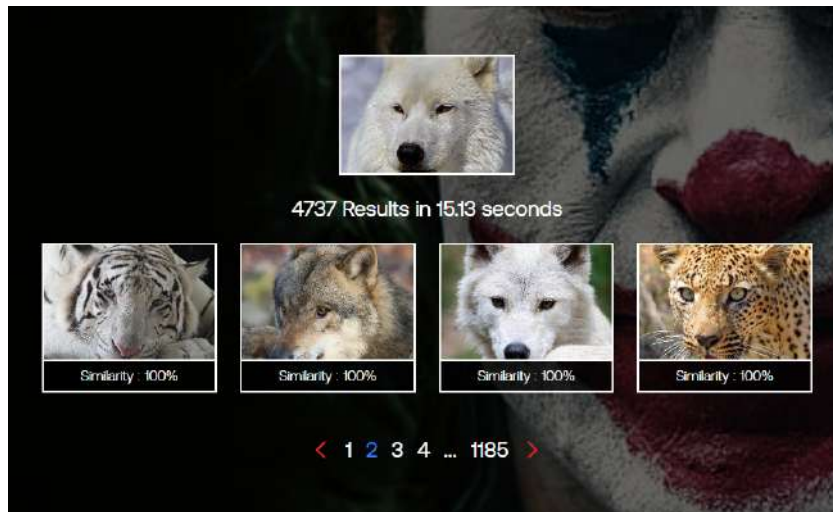 4737 Results in 15.13 seconds
Similarity : 100%
Similarity : 100%
Similarity : 100%
Similarity : 100%
< 1 2 3 4 ... 1185 >